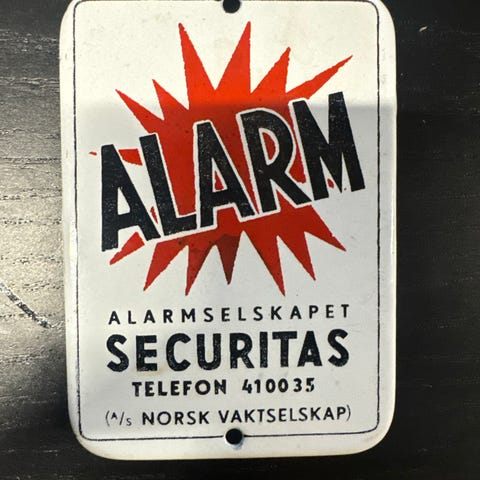 ALARM
ALARMSELSKAPET
SECURITAS
TELEFON 410035
(A/s NORSK VAKTSELSKAP)